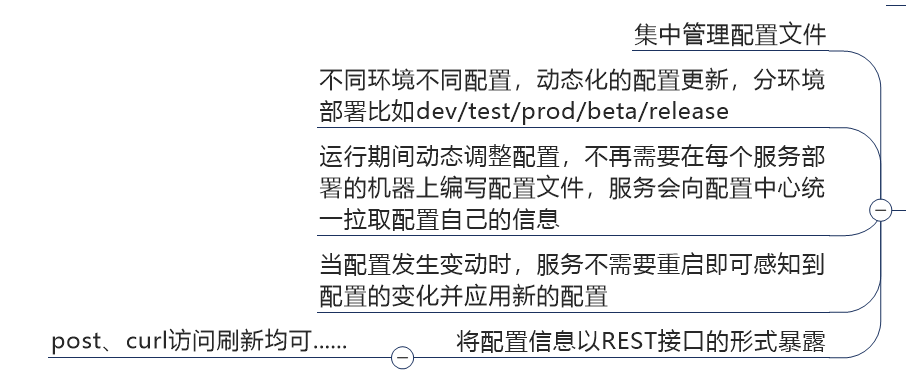 集中管理配置文件
不同环境不同配置，动态化的配置更新，分环境
部署比如dev/test/prod/beta/release
运行期间动态调整配置，不再需要在每个服务部
署的机器上编写配置文件，服务会向配置中心统
一拉取配置自己的信息
当配置发生变动时，服务不需要重启即可感知到
配置的变化并应用新的配置
将配置信息以REST接口的形式暴露
post、curl访问刷新均可......